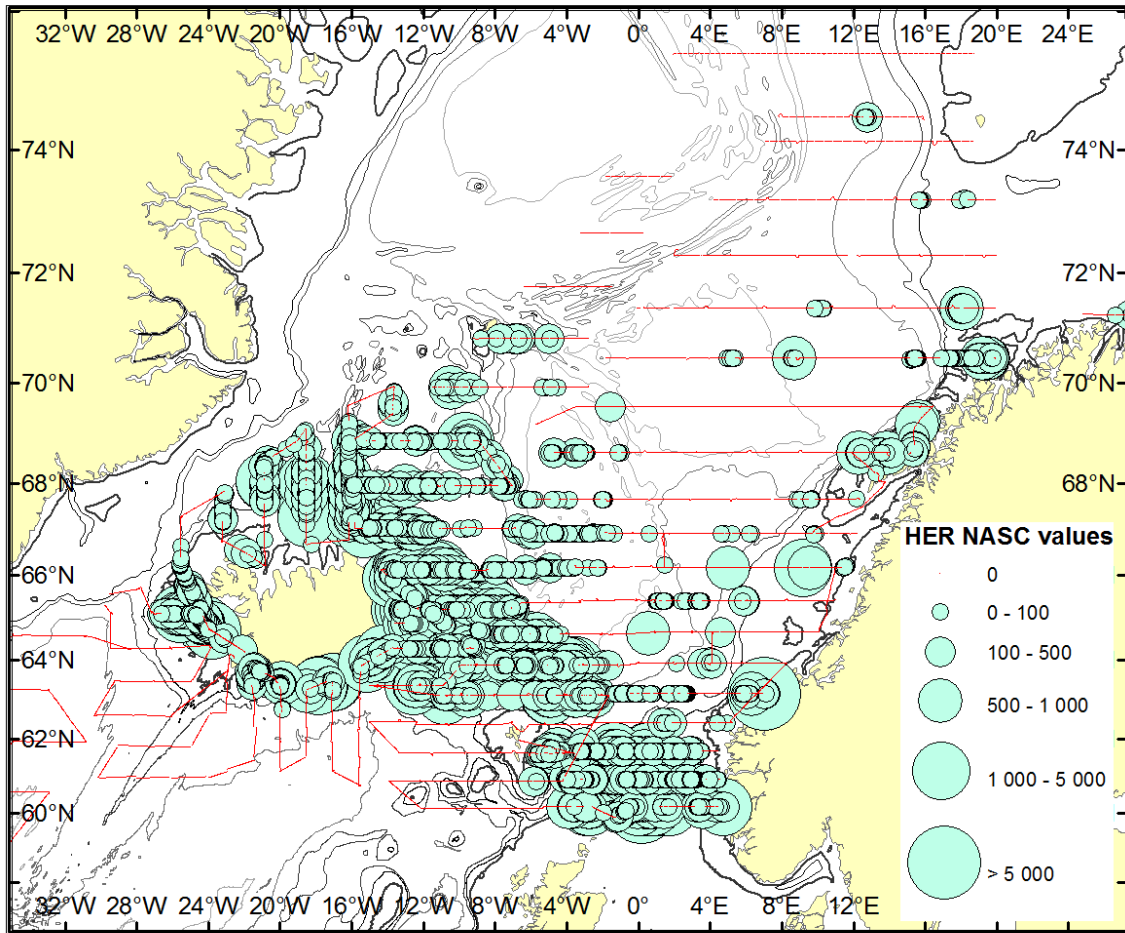 32°W 28°W 24°W 20°W 16°W 12°W 8°W 4°W 0°E 4°E 8°E 12°E 16°E 20°E 24°E
74°N 74°N
72°N 72°N
70°N 70°N
68°N 68°N
66°N
64°N
62°N
60°N
HER NASC values
0
0 - 100
100 - 500
500 - 1 000
1 000 - 5 000
> 5 000
32°W 28°W 24°W 20°W 16°W 12°W 8°W 4°W 0°E 4°E 8°E 12°E